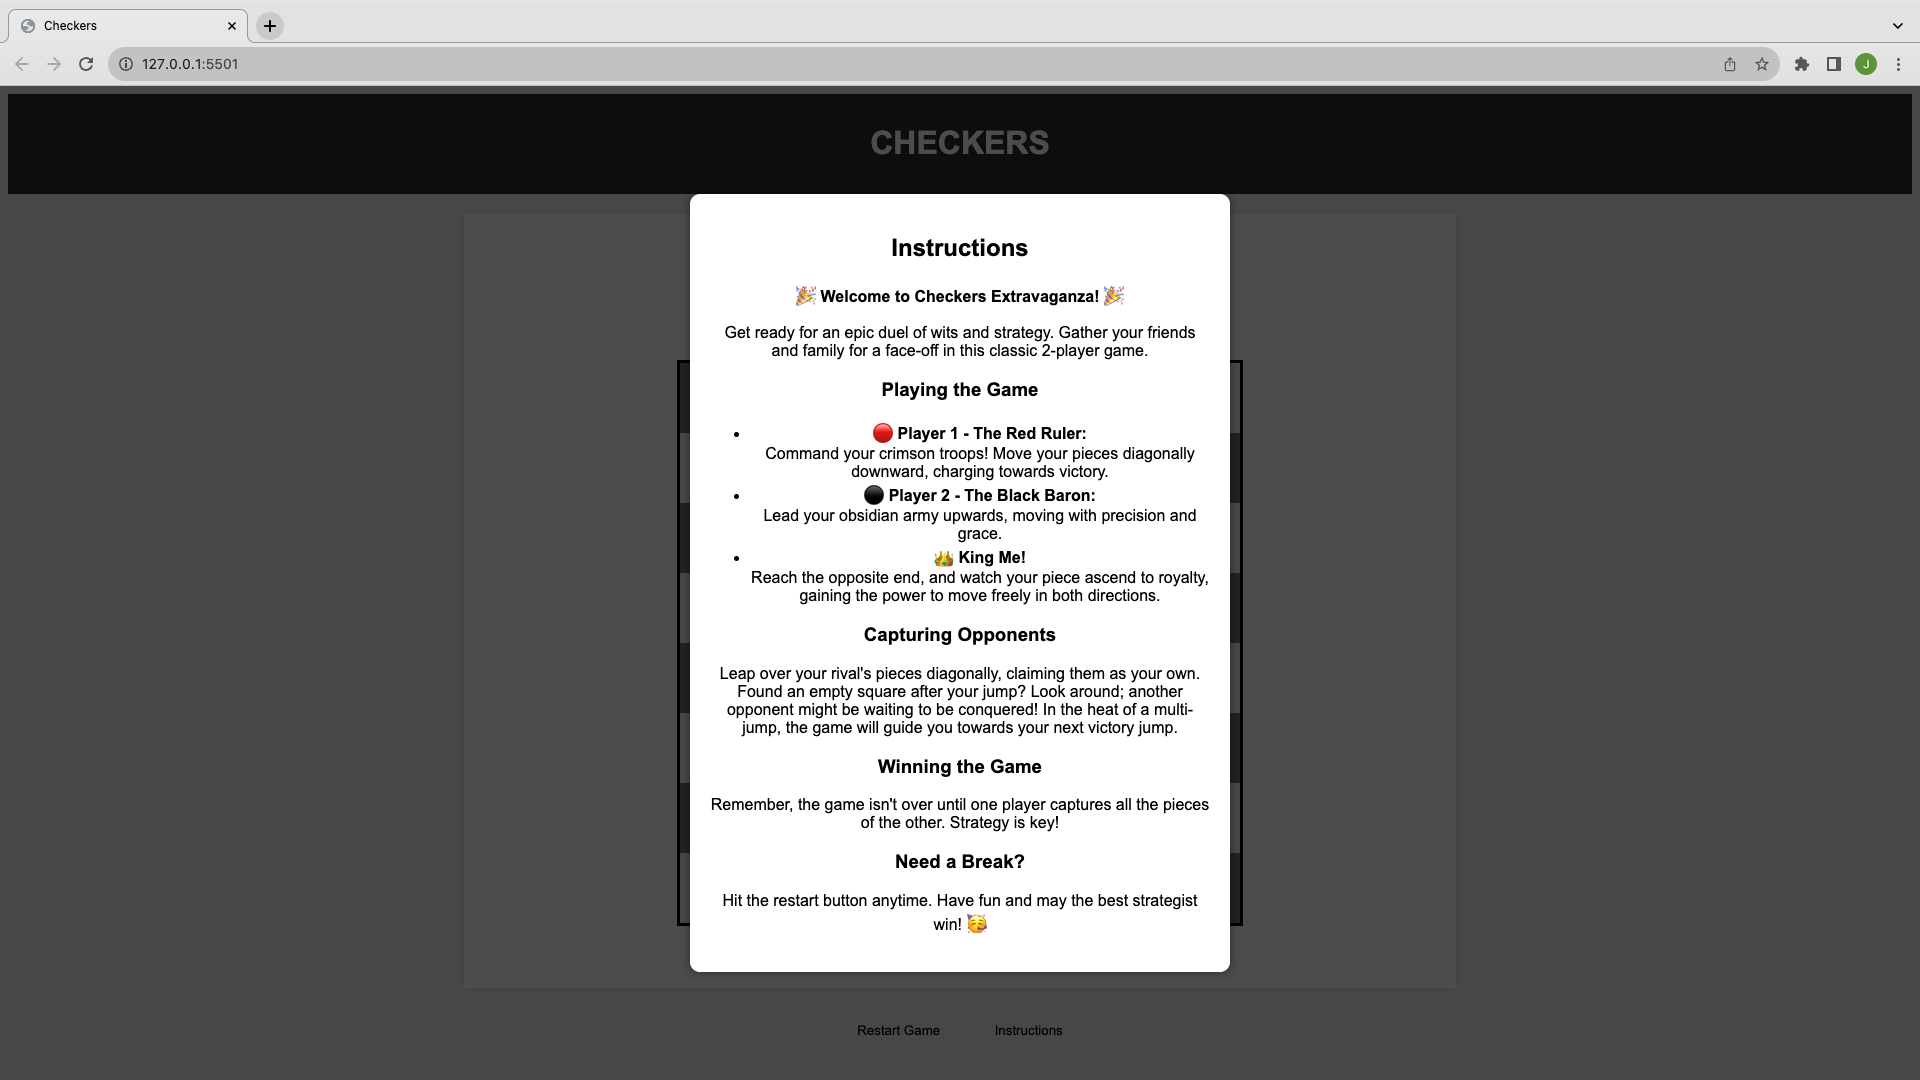 Checkers
127.0.0.1:5501
J
CHECKERS
Instructions
🎉 Welcome to Checkers Extravaganza! 🎉
Get ready for an epic duel of wits and strategy. Gather your friends
and family for a face-off in this classic 2-player game.
Playing the Game
• 🔴 Player 1 - The Red Ruler:
Command your crimson troops! Move your pieces diagonally
downward, charging towards victory.
• ⚫ Player 2 - The Black Baron:
Lead your obsidian army upwards, moving with precision and
grace.
• 👑 King Me!
Reach the opposite end, and watch your piece ascend to royalty,
gaining the power to move freely in both directions.
Capturing Opponents
Leap over your rival's pieces diagonally, claiming them as your own.
Found an empty square after your jump? Look around; another
opponent might be waiting to be conquered! In the heat of a multi-
jump, the game will guide you towards your next victory jump.
Winning the Game
Remember, the game isn't over until one player captures all the pieces
of the other. Strategy is key!
Need a Break?
Hit the restart button anytime. Have fun and may the best strategist
win! 🥳
Restart Game
Instructions